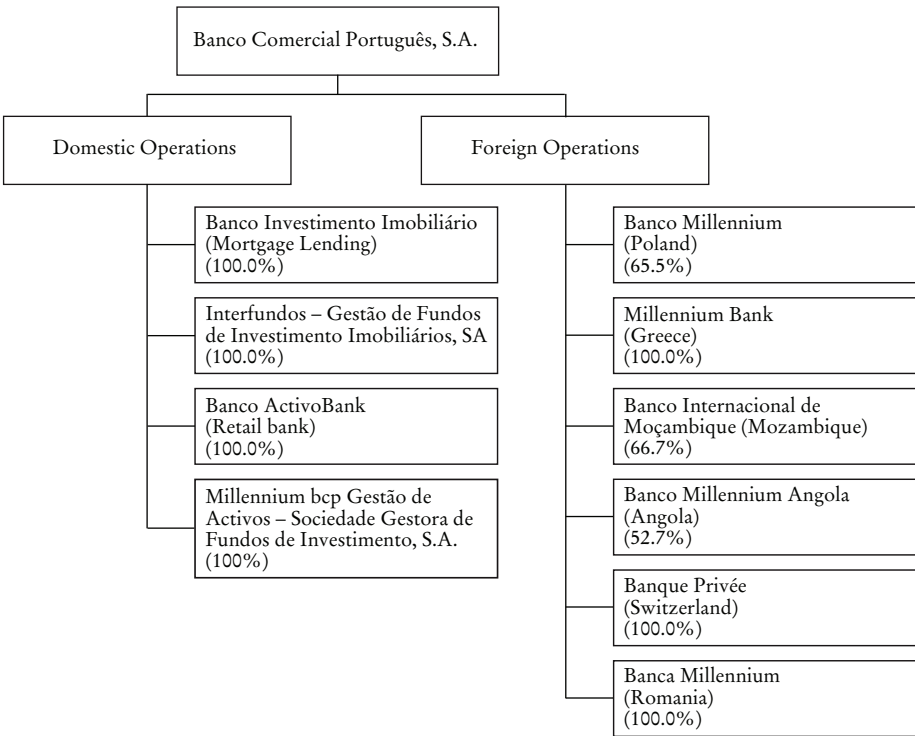 Banco Comercial Português, S.A.
Domestic Operations
Foreign Operations
Banco Investimento Imobiliário
(Mortgage Lending)
(100.0%)
Interfundos – Gestão de Fundos
de Investimento Imobiliários, SA
(100.0%)
Banco ActivoBank
(Retail bank)
(100.0%)
Millennium bcp Gestão de
Activos – Sociedade Gestora de
Fundos de Investimento, S.A.
(100%)
Banco Millennium
(Poland)
(65.5%)
Millennium Bank
(Greece)
(100.0%)
Banco Internacional de
Moçambique (Mozambique)
(66.7%)
Banco Millennium Angola
(Angola)
(52.7%)
Banque Privée
(Switzerland)
(100.0%)
Banca Millennium
(Romania)
(100.0%)